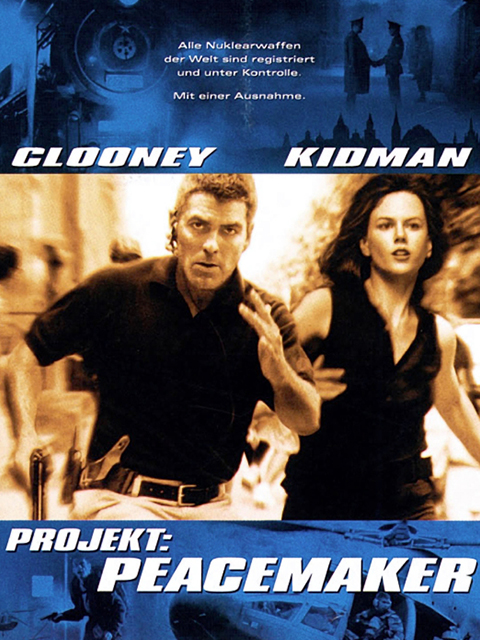 Alle Nuklearwaffen
der Welt sind registriert
und unter Kontrolle.
Mit einer Ausnahme.
CLOONEY KIDMAN
PROJEKT:
PEACEMAKER